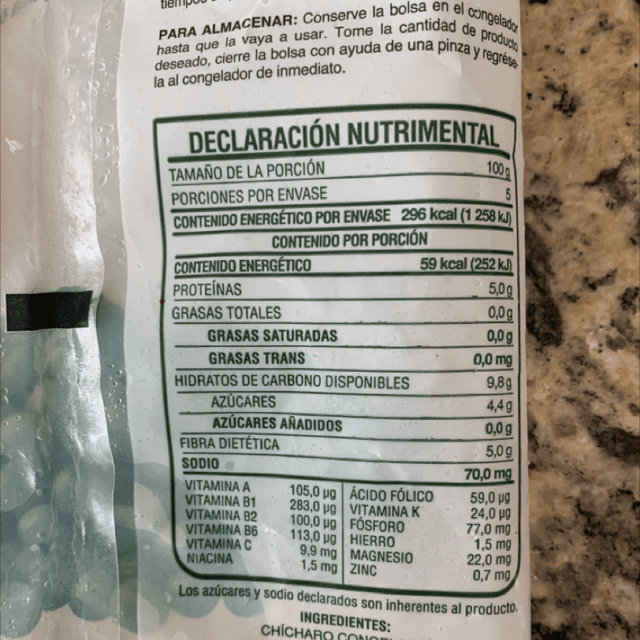 PARA ALMACENAR: Conserve la bolsa en el congelador
hasta que la vaya a usar. Tome la cantidad de producto
deseado, cierre la bolsa con ayuda de una pinza y regrése-
la al congelador de inmediato.
DECLARACIÓN NUTRIMENTAL
TAMAÑO DE LA PORCIÓN 100 g
PORCIONES POR ENVASE 5
CONTENIDO ENERGÉTICO POR ENVASE 296 kcal (1 258 kJ)
CONTENIDO POR PORCIÓN
CONTENIDO ENERGÉTICO 59 kcal (252 kJ)
PROTEÍNAS 5,0 g
GRASAS TOTALES 0,0 g
GRASAS SATURADAS 0,0 g
GRASAS TRANS 0,0 mg
HIDRATOS DE CARBONO DISPONIBLES 9,8 g
AZÚCARES 4,4 g
AZÚCARES AÑADIDOS 0,0 g
FIBRA DIETÉTICA 5,0 g
SODIO 70,0 mg
VITAMINA A 105,0 µg ÁCIDO FÓLICO 59,0 µg
VITAMINA B1 283,0 µg VITAMINA K 24,0 µg
VITAMINA B2 100,0 µg FÓSFORO 77,0 mg
VITAMINA B6 113,0 µg HIERRO 1,5 mg
VITAMINA C 9,9 mg MAGNESIO 22,0 mg
NIACINA 1,5 mg ZINC 0,7 mg
Los azúcares y sodio declarados son inherentes al producto.
INGREDIENTES:
CHÍCHARO